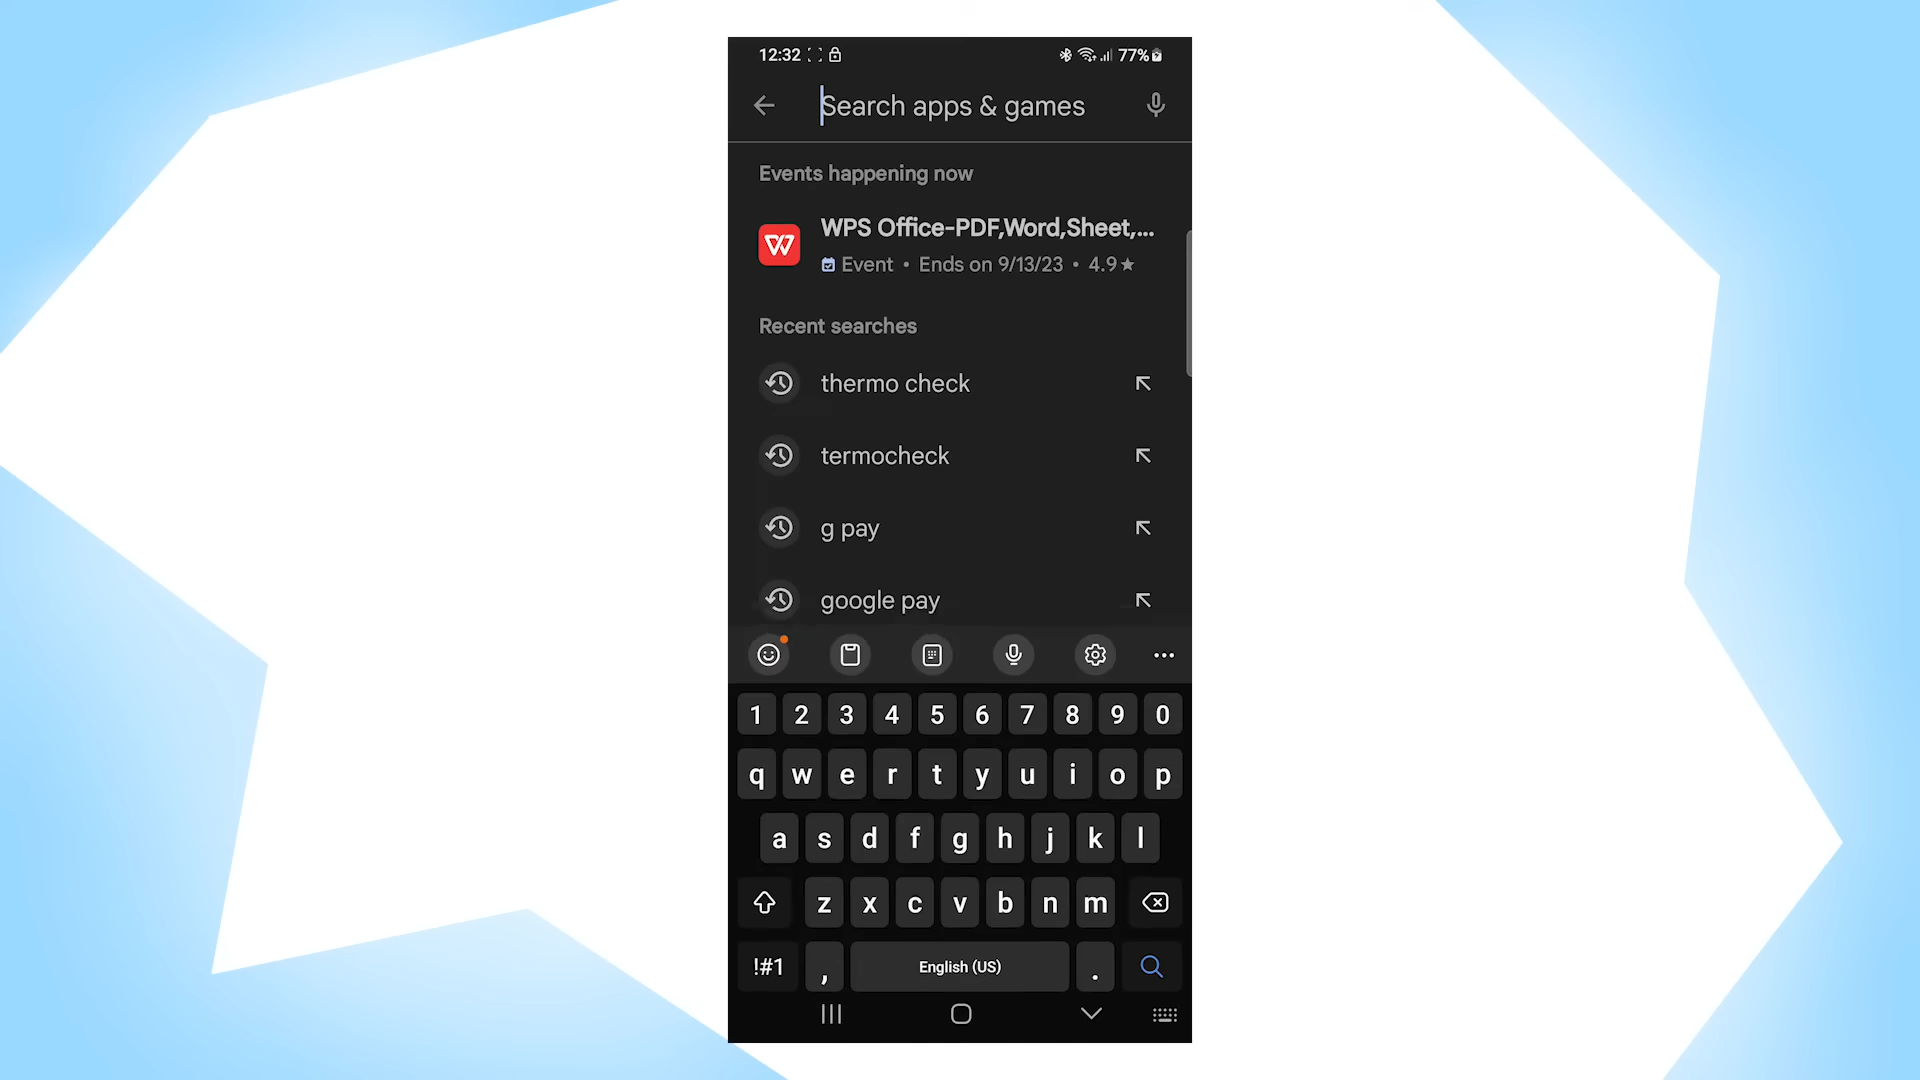 12:32 77%
Search apps & games
Events happening now
WPS Office-PDF,Word,Sheet,...
Event • Ends on 9/13/23 • 4.9★
Recent searches
thermo check
termocheck
g pay
google pay
1 2 3 4 5 6 7 8 9 0
q w e r t y u i o p
a s d f g h j k l
z x c v b n m
!#1 , English (US) .